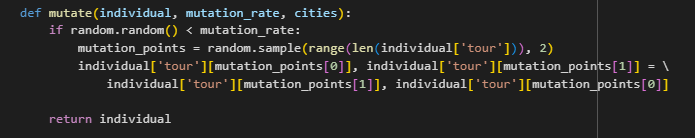 def mutate(individual, mutation_rate, cities):
    if random.random() < mutation_rate:
        mutation_points = random.sample(range(len(individual['tour'])), 2)
        individual['tour'][mutation_points[0]], individual['tour'][mutation_points[1]] = \
            individual['tour'][mutation_points[1]], individual['tour'][mutation_points[0]]
    return individual